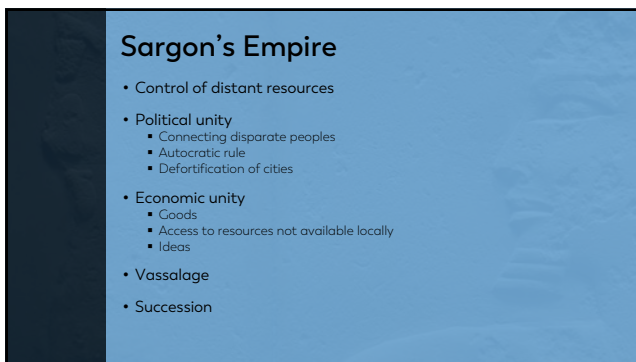 Sargon’s Empire
• Control of distant resources
• Political unity
▪ Connecting disparate peoples
▪ Autocratic rule
▪ Defortification of cities
• Economic unity
▪ Goods
▪ Access to resources not available locally
▪ Ideas
• Vassalage
• Succession